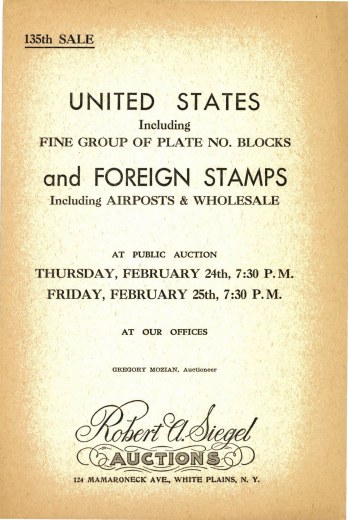 135th SALE
UNITED STATES
Including
FINE GROUP OF PLATE NO. BLOCKS
and FOREIGN STAMPS
Including AIRPOSTS & WHOLESALE
AT PUBLIC AUCTION
THURSDAY, FEBRUARY 24th, 7:30 P.M.
FRIDAY, FEBRUARY 25th, 7:30 P.M.
AT OUR OFFICES
GREGORY MOZIAN, Auctioneer
Robert A. Siegel
AUCTIONS
124 MAMARONECK AVE., WHITE PLAINS, N. Y.